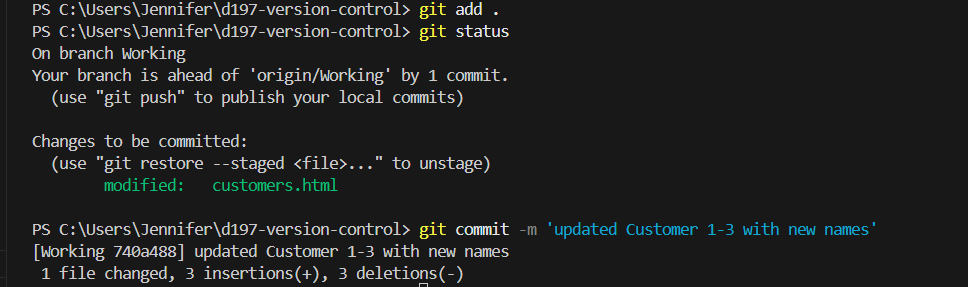 PS C:\Users\Jennifer\d197-version-control> git add .
PS C:\Users\Jennifer\d197-version-control> git status
On branch Working
Your branch is ahead of 'origin/Working' by 1 commit.
  (use "git push" to publish your local commits)

Changes to be committed:
  (use "git restore --staged <file>..." to unstage)
        modified:   customers.html

PS C:\Users\Jennifer\d197-version-control> git commit -m 'updated Customer 1-3 with new names'
[Working 740a488] updated Customer 1-3 with new names
 1 file changed, 3 insertions(+), 3 deletions(-)